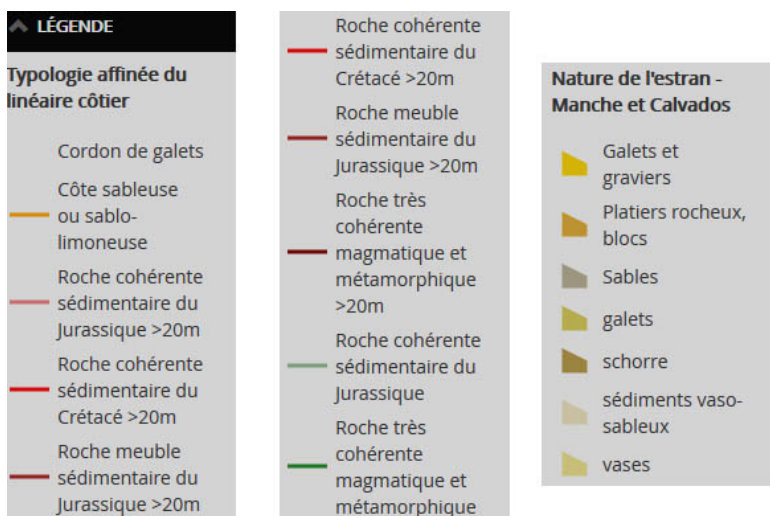 LÉGENDE
Typologie affinée du
linéaire côtier
Cordon de galets
Côte sableuse
ou sablo-
limoneuse
Roche cohérente
sédimentaire du
Jurassique >20m
Roche cohérente
sédimentaire du
Crétacé >20m
Roche meuble
sédimentaire du
Jurassique >20m
Roche cohérente
sédimentaire du
Crétacé >20m
Roche meuble
sédimentaire du
Jurassique >20m
Roche très
cohérente
magmatique et
métamorphique
>20m
Roche cohérente
sédimentaire du
Jurassique
Roche très
cohérente
magmatique et
métamorphique
Nature de l'estran -
Manche et Calvados
Galets et
graviers
Platiers rocheux,
blocs
Sables
galets
schorre
sédiments vaso-
sableux
vases